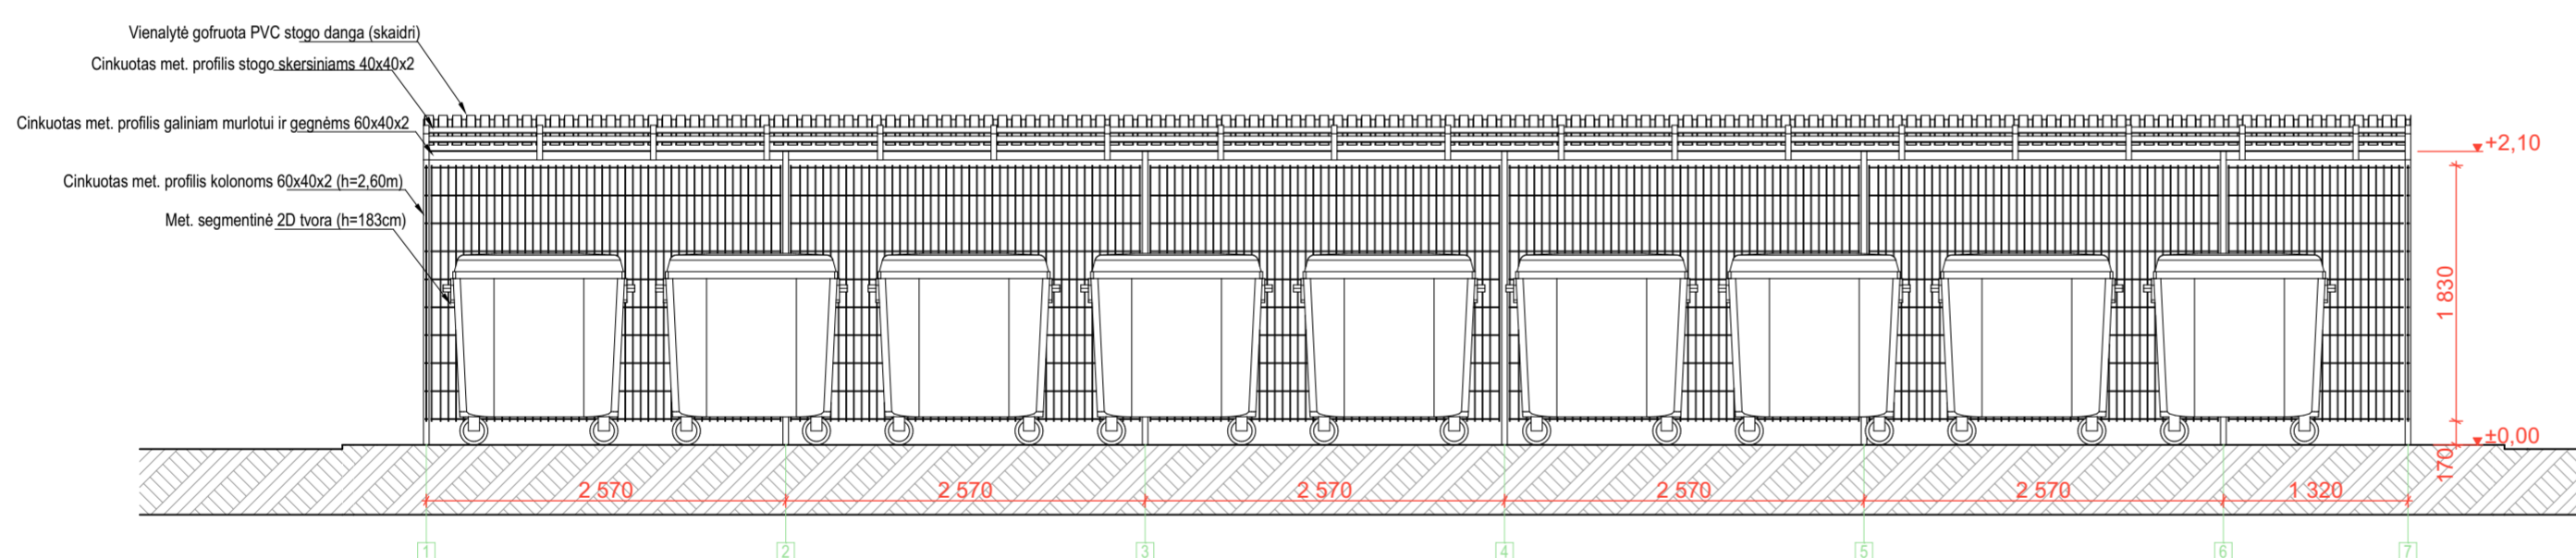 Vienalytė gofruota PVC stogo danga (skaidri)
Cinkuotas met. profilis stogo skersiniams 40x40x2
Cinkuotas met. profilis galiniam murlotui ir gegnėms 60x40x2
Cinkuotas met. profilis kolonoms 60x40x2 (h=2,60m)
Met. segmentinė 2D tvora (h=183cm)
+2,10
1 830
±0,00
170
2 570 2 570 2 570 2 570 2 570 1 320
1 2 3 4 5 6 7